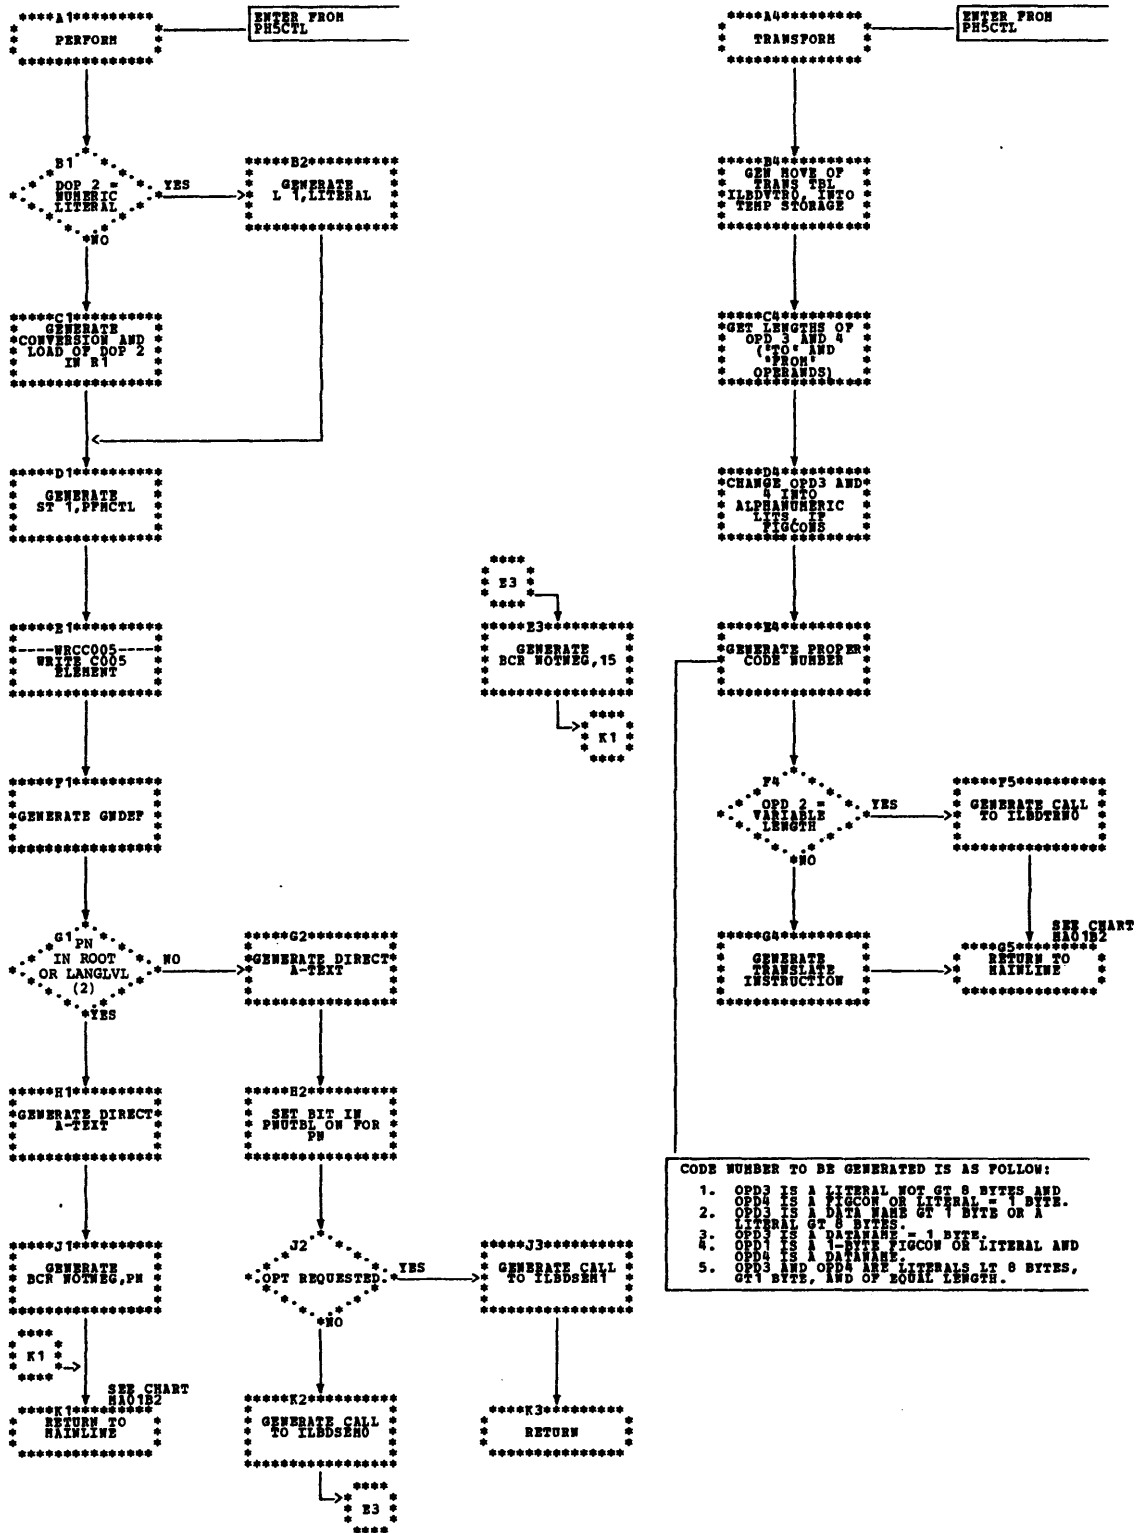 A1
PERFORM
ENTER FROM
PH5CTL
B1
DOP 2 =
NUMERIC
LITERAL
YES
NO
B2
GENERATE
L 1,LITERAL
C1
GENERATE
CONVERSION AND
LOAD OF DOP 2
IN R1
D1
GENERATE
ST 1,PFMCTL
E1
----WRCC005-----
WRITE C005
ELEMENT
F1
GENERATE GNDEF
G1
PN
IN ROOT
OR LANGLVL
(2)
NO
YES
G2
GENERATE DIRECT
A-TEXT
H1
GENERATE DIRECT
A-TEXT
H2
SET BIT IN
PNUTBL ON FOR
PN
J1
GENERATE
BCR NOTNEG,PN
J2
OPT REQUESTED
YES
NO
J3
GENERATE CALL
TO ILBDSEM1
K1
SEE CHART
MA01B2
K1
RETURN TO
MAINLINE
K2
GENERATE CALL
TO ILBDSEM0
K3
RETURN
E3
E3
E3
GENERATE
BCR NOTNEG,15
K1
A4
TRANSFORM
ENTER FROM
PH5CTL
B4
GEN MOVE OF
TRANS TBL
ILBDVTR0, INTO
TEMP STORAGE
C4
GET LENGTHS OF
OPD 3 AND 4
("TO" AND
"FROM"
OPERANDS)
D4
CHANGE OPD3 AND
4 INTO
ALPHANUMERIC
LITS, IF
FIGCONS
E4
GENERATE PROPER
CODE NUMBER
F4
OPD 2 =
VARIABLE
LENGTH
YES
NO
F5
GENERATE CALL
TO ILBDTRN0
G4
GENERATE
TRANSLATE
INSTRUCTION
SEE CHART
MA01B2
G5
RETURN TO
MAINLINE
CODE NUMBER TO BE GENERATED IS AS FOLLOW:
1. OPD3 IS A LITERAL NOT GT 8 BYTES AND
OPD4 IS A FIGCON OR LITERAL = 1 BYTE.
2. OPD3 IS A DATA NAME GT 1 BYTE OR A
LITERAL GT 8 BYTES.
3. OPD3 IS A DATANAME = 1 BYTE.
4. OPD1 IS A 1-BYTE FIGCON OR LITERAL AND
OPD4 IS A DATANAME.
5. OPD3 AND OPD4 ARE LITERALS LT 8 BYTES,
GT1 BYTE, AND OF EQUAL LENGTH.